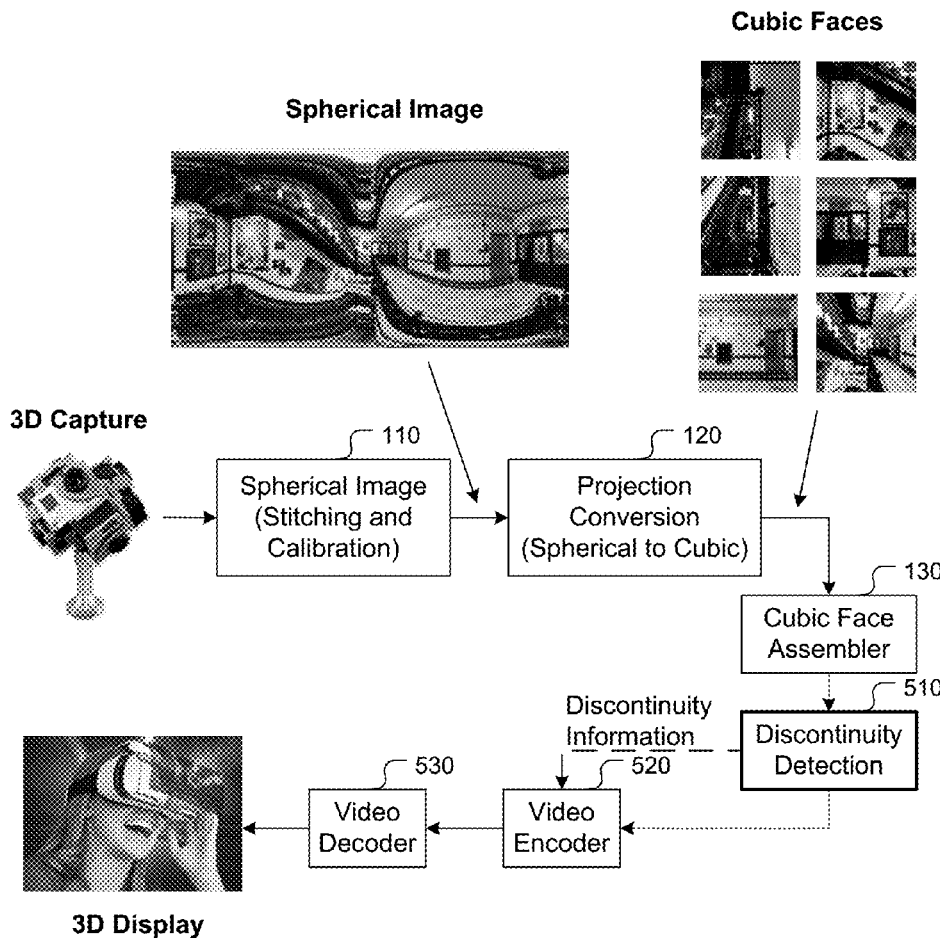 Cubic Faces
Spherical Image
3D Capture
110
Spherical Image
(Stitching and
Calibration)
120
Projection
Conversion
(Spherical to Cubic)
130
Cubic Face
Assembler
510
Discontinuity
Detection
Discontinuity
Information
520
Video
Encoder
530
Video
Decoder
3D Display